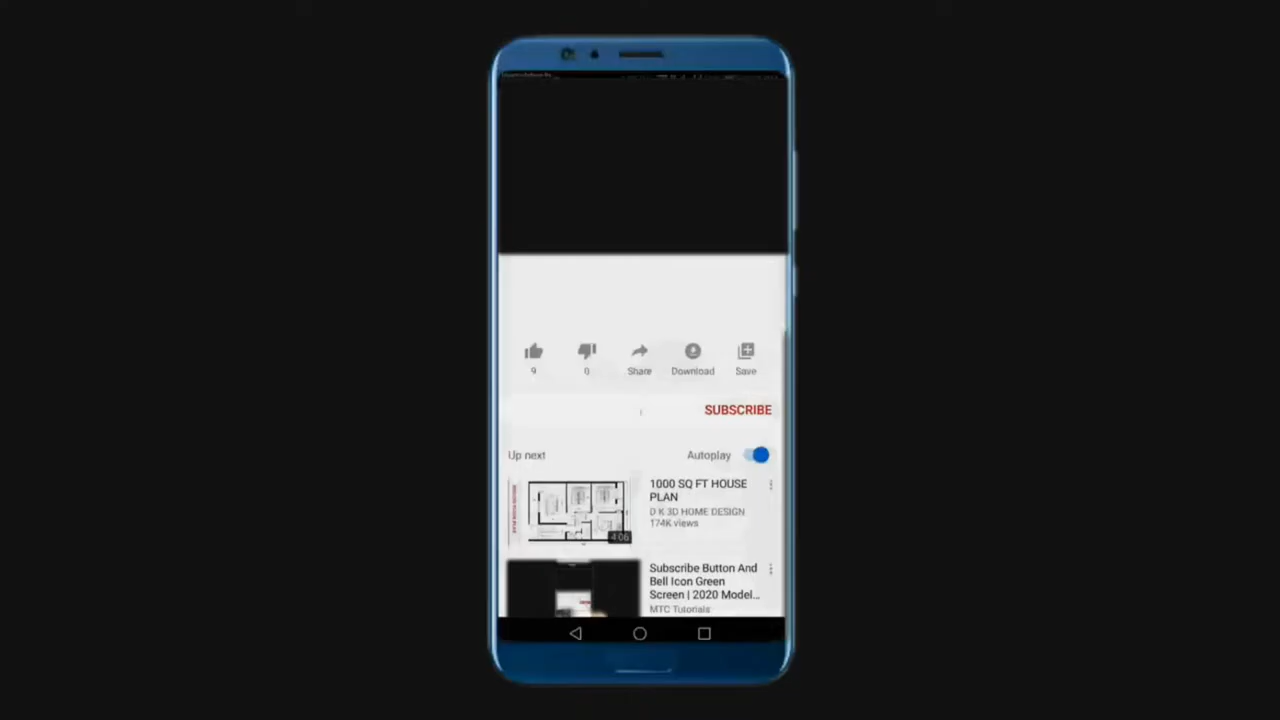 9
0
Share
Download
Save
SUBSCRIBE
Up next
Autoplay
1000 SQ FT HOUSE
PLAN
D K 3D HOME DESIGN
174K views
4:06
Subscribe Button And
Bell Icon Green
Screen | 2020 Model...
MTC Tutorials